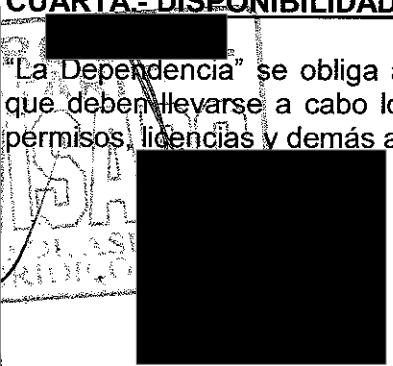 CUARTA.- DISPONIBILIDAD
"La Dependencia" se obliga a
que deben llevarse a cabo lo
permisos, licencias y demás a